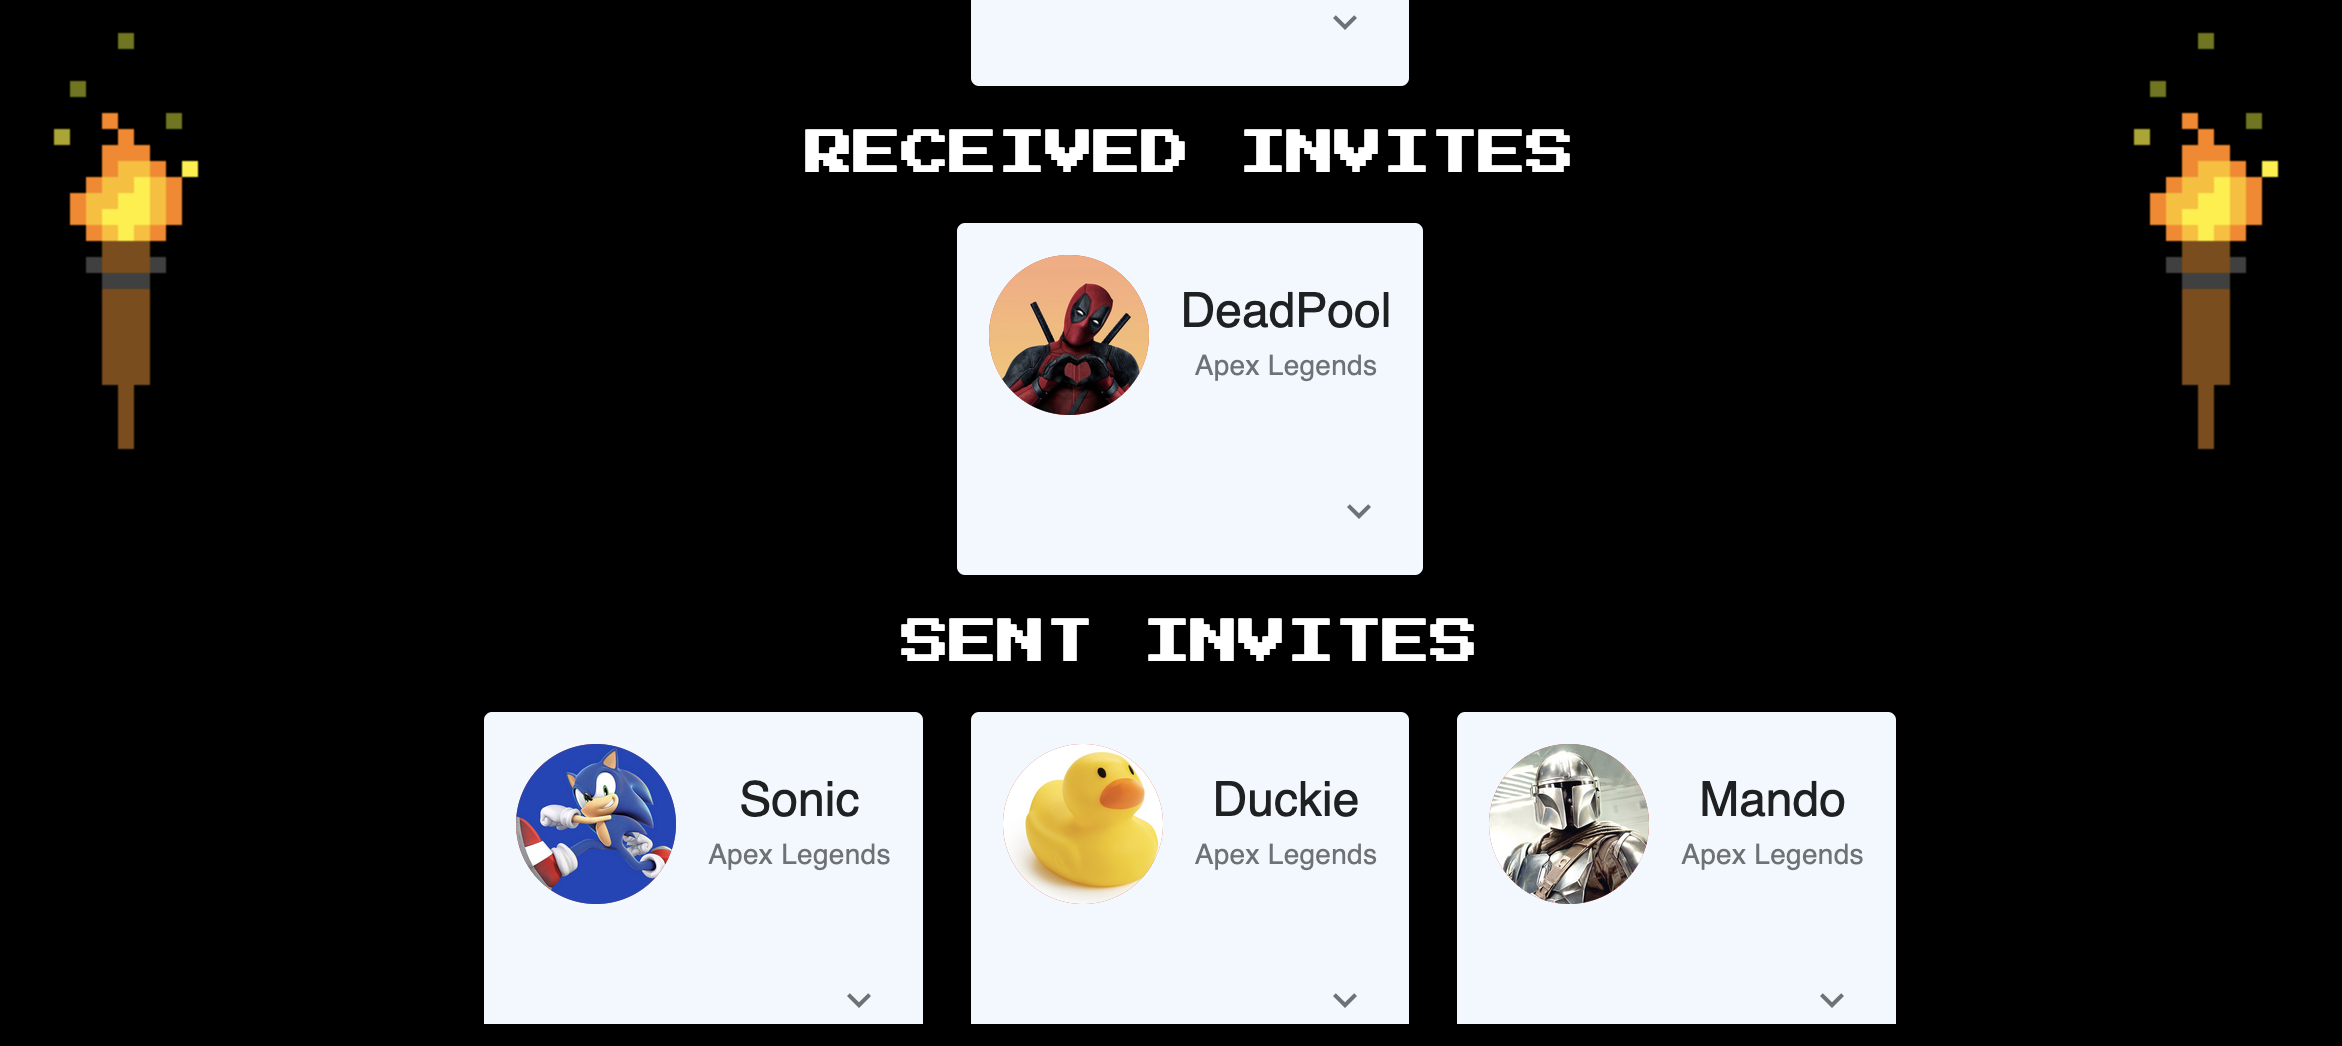 RECEIVED INVITES
DeadPool
Apex Legends
SENT INVITES
Sonic
Apex Legends
Duckie
Apex Legends
Mando
Apex Legends